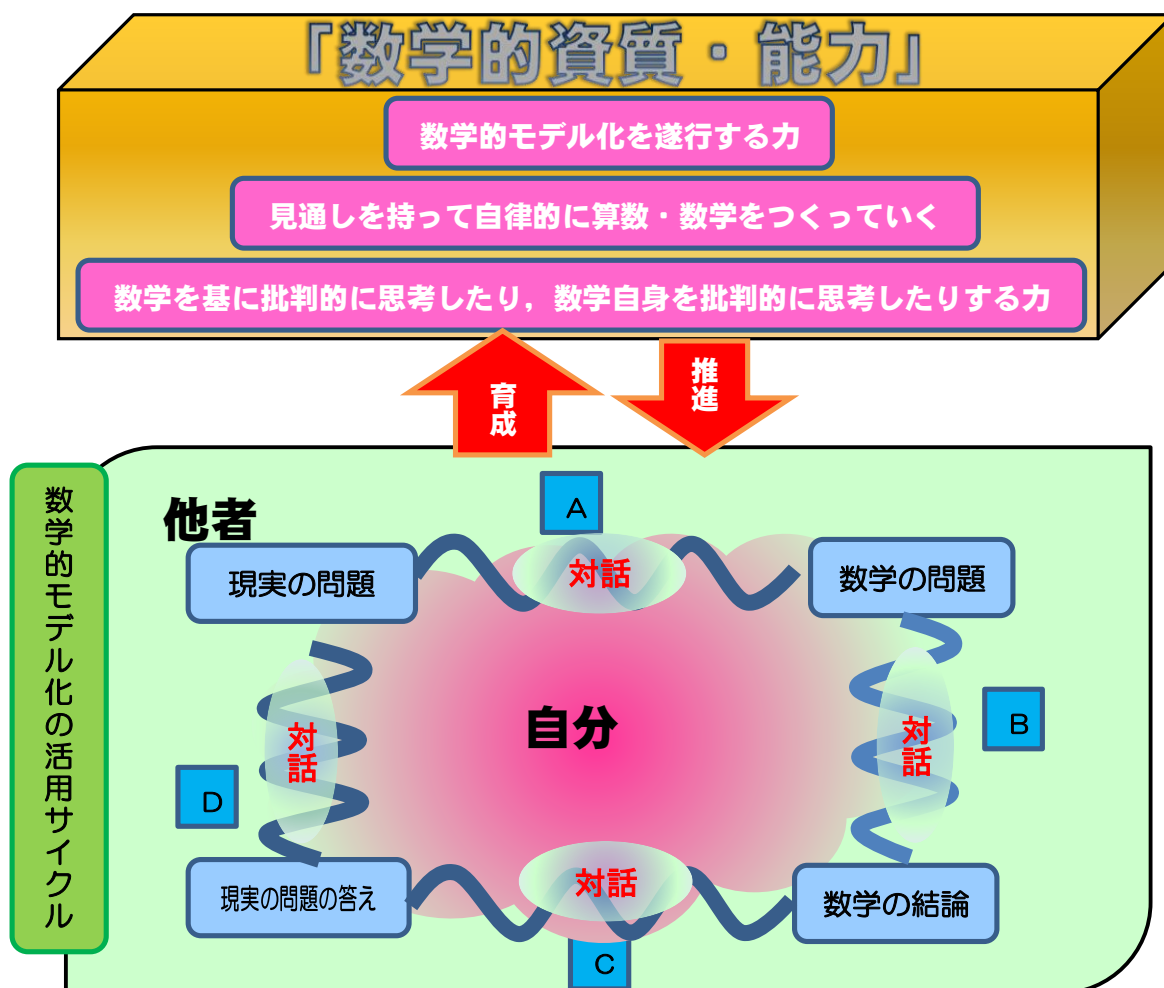 「数学的資質・能力」
数学的モデル化を遂行する力
見通しを持って自律的に算数・数学をつくっていく
数学を基に批判的に思考したり，数学自身を批判的に思考したりする力
育成
推進
数学的モデル化の活用サイクル
他者
A
現実の問題
対話
数学の問題
自分
対話
B
対話
D
現実の問題の答え
対話
数学の結論
C